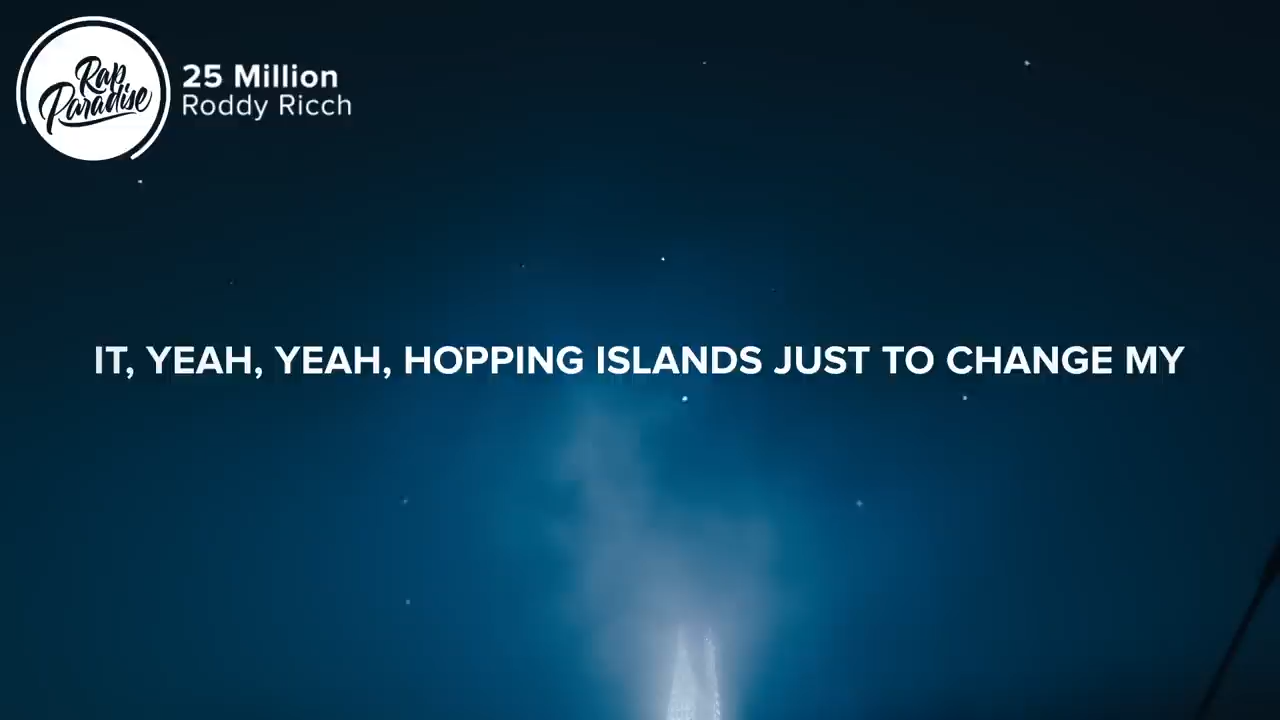 Rap
Paradise
25 Million
Roddy Ricch
IT, YEAH, YEAH, HOPPING ISLANDS JUST TO CHANGE MY